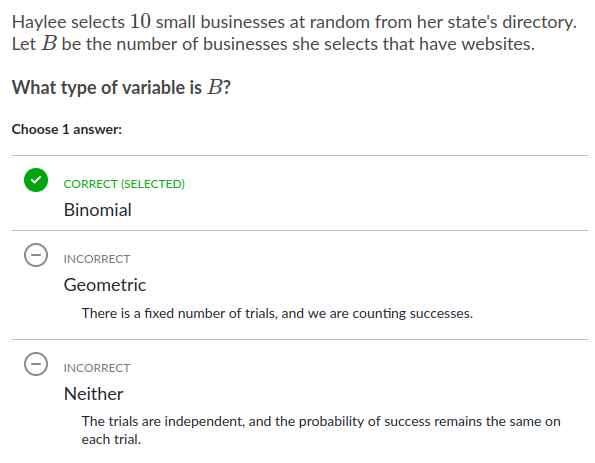 Haylee selects 10 small businesses at random from her state's directory.
Let B be the number of businesses she selects that have websites.
What type of variable is B?
Choose 1 answer:
CORRECT (SELECTED)
Binomial
INCORRECT
Geometric
There is a fixed number of trials, and we are counting successes.
INCORRECT
Neither
The trials are independent, and the probability of success remains the same on
each trial.